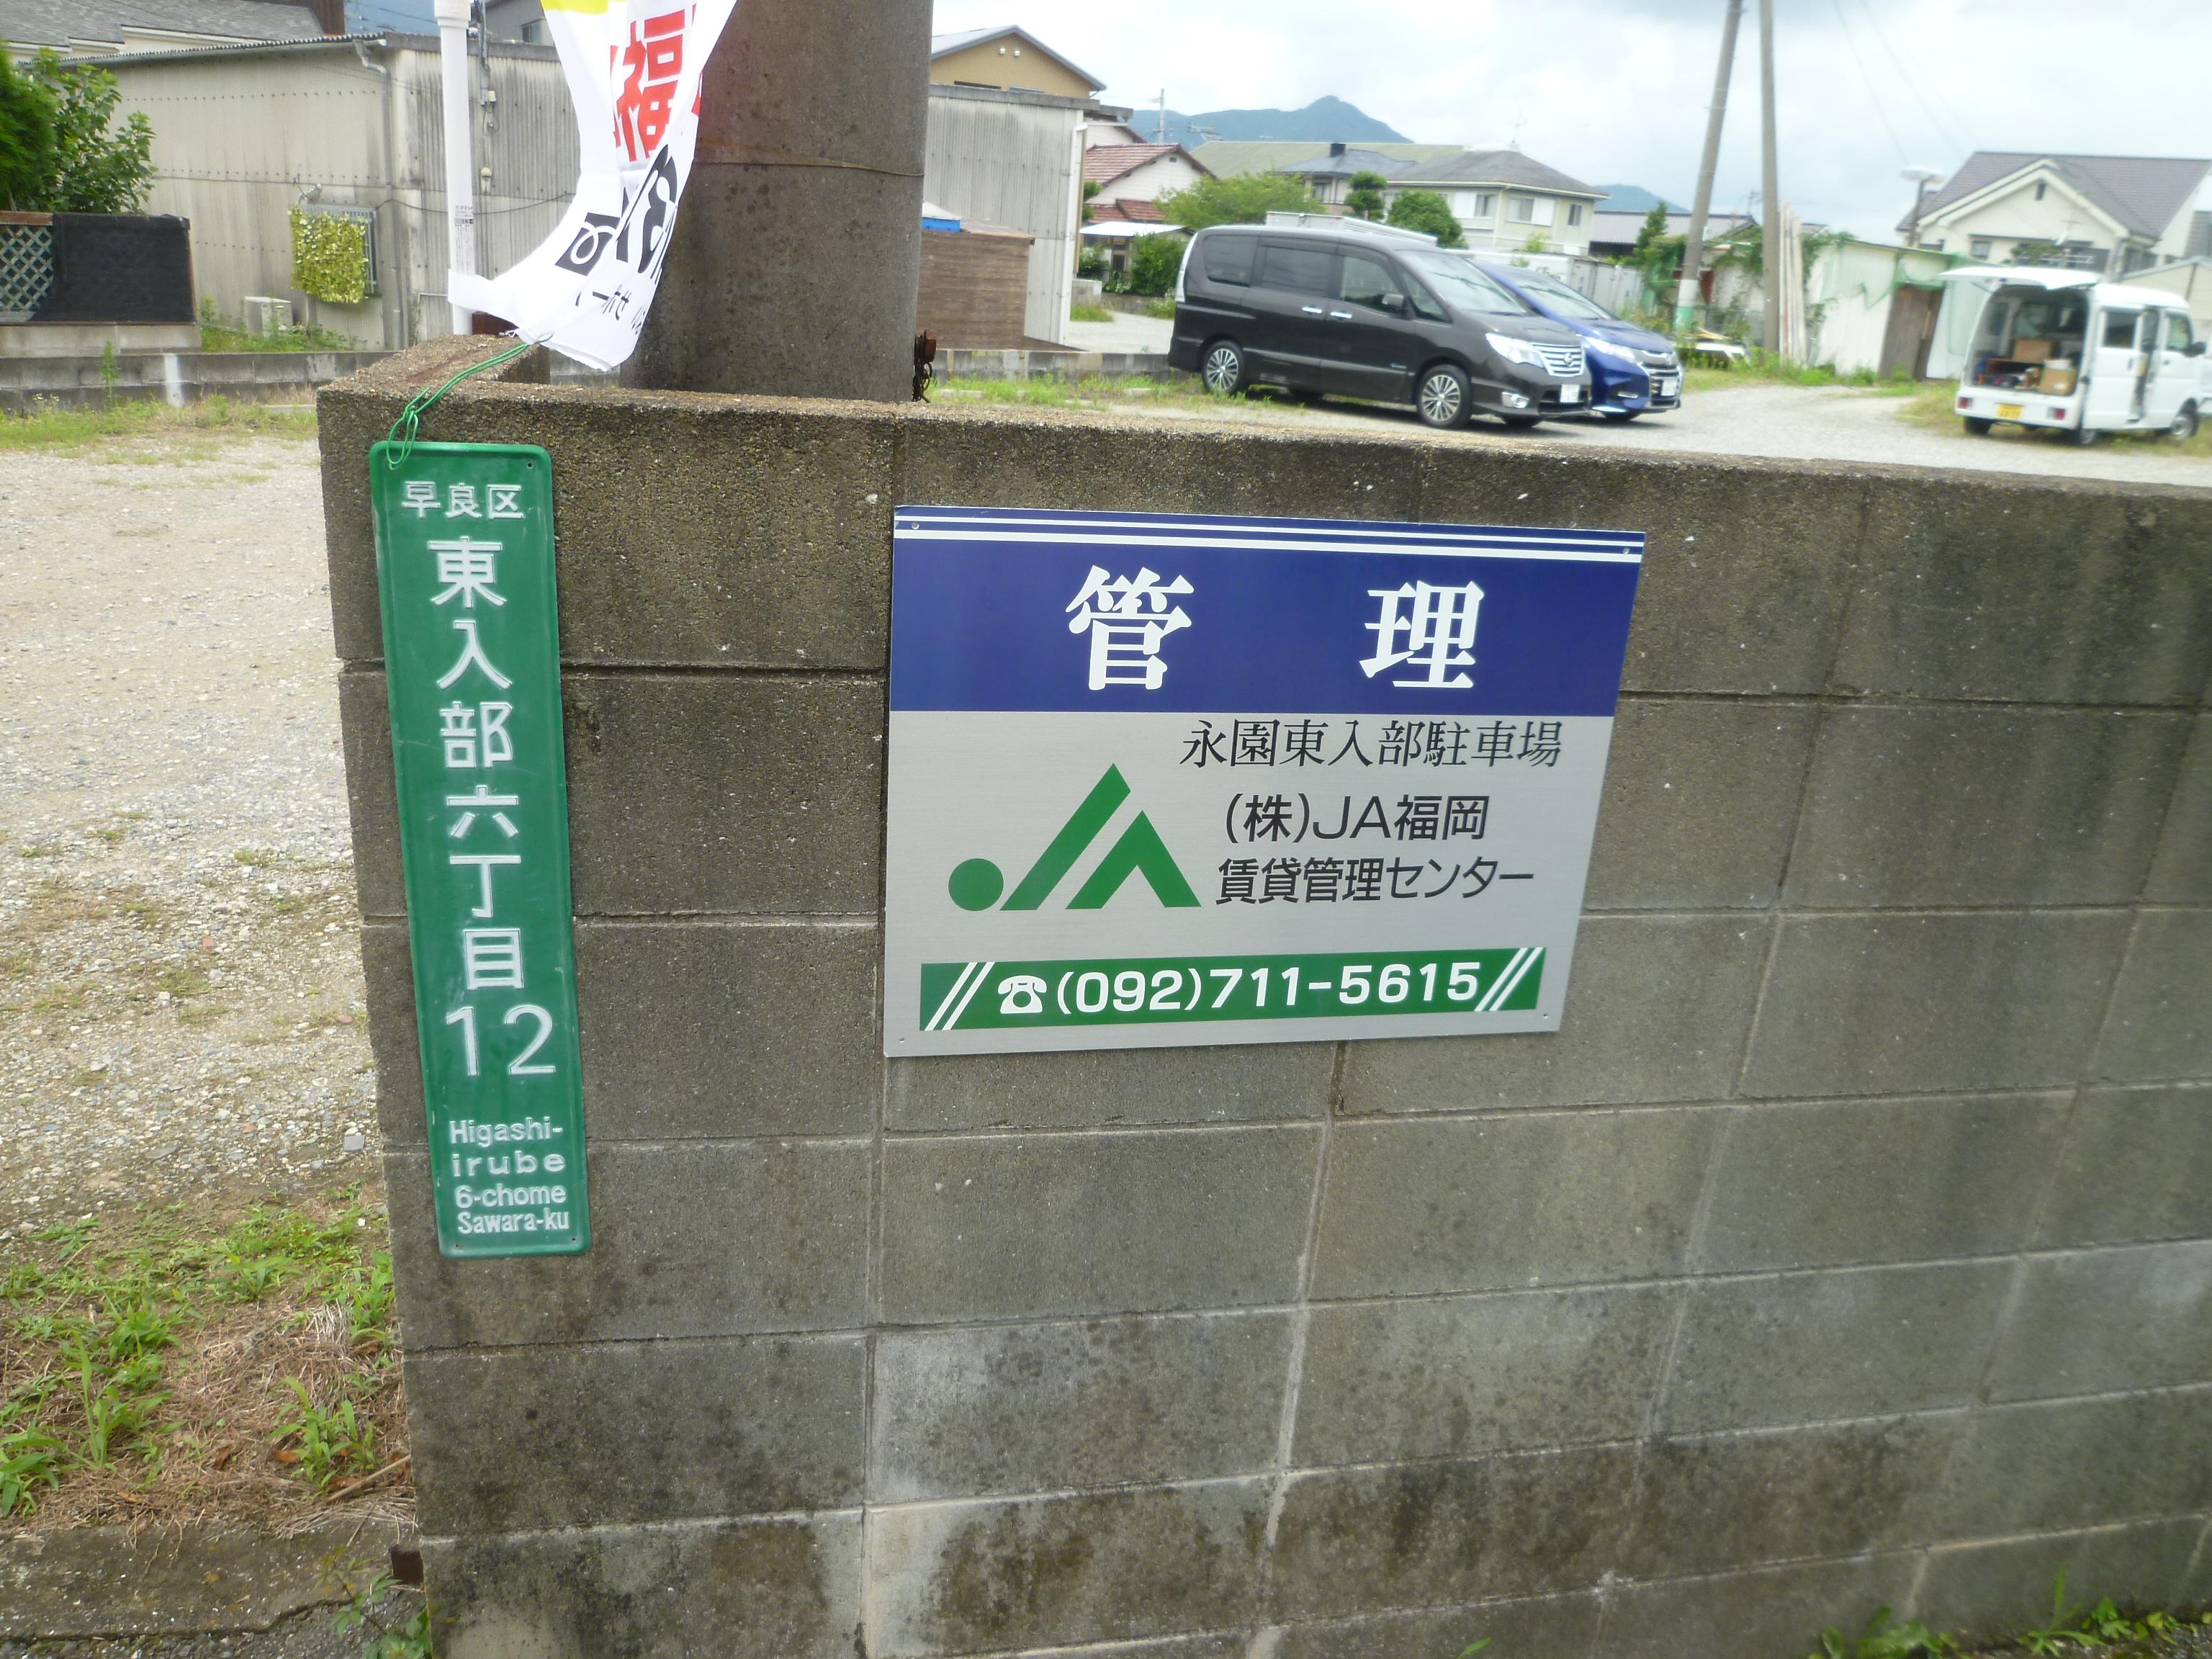 福
早良区
東入部六丁目
12
Higashi-
irube
6-chome
Sawara-ku
管理
永園東入部駐車場
(株)JA福岡
賃貸管理センター
☎(092)711-5615